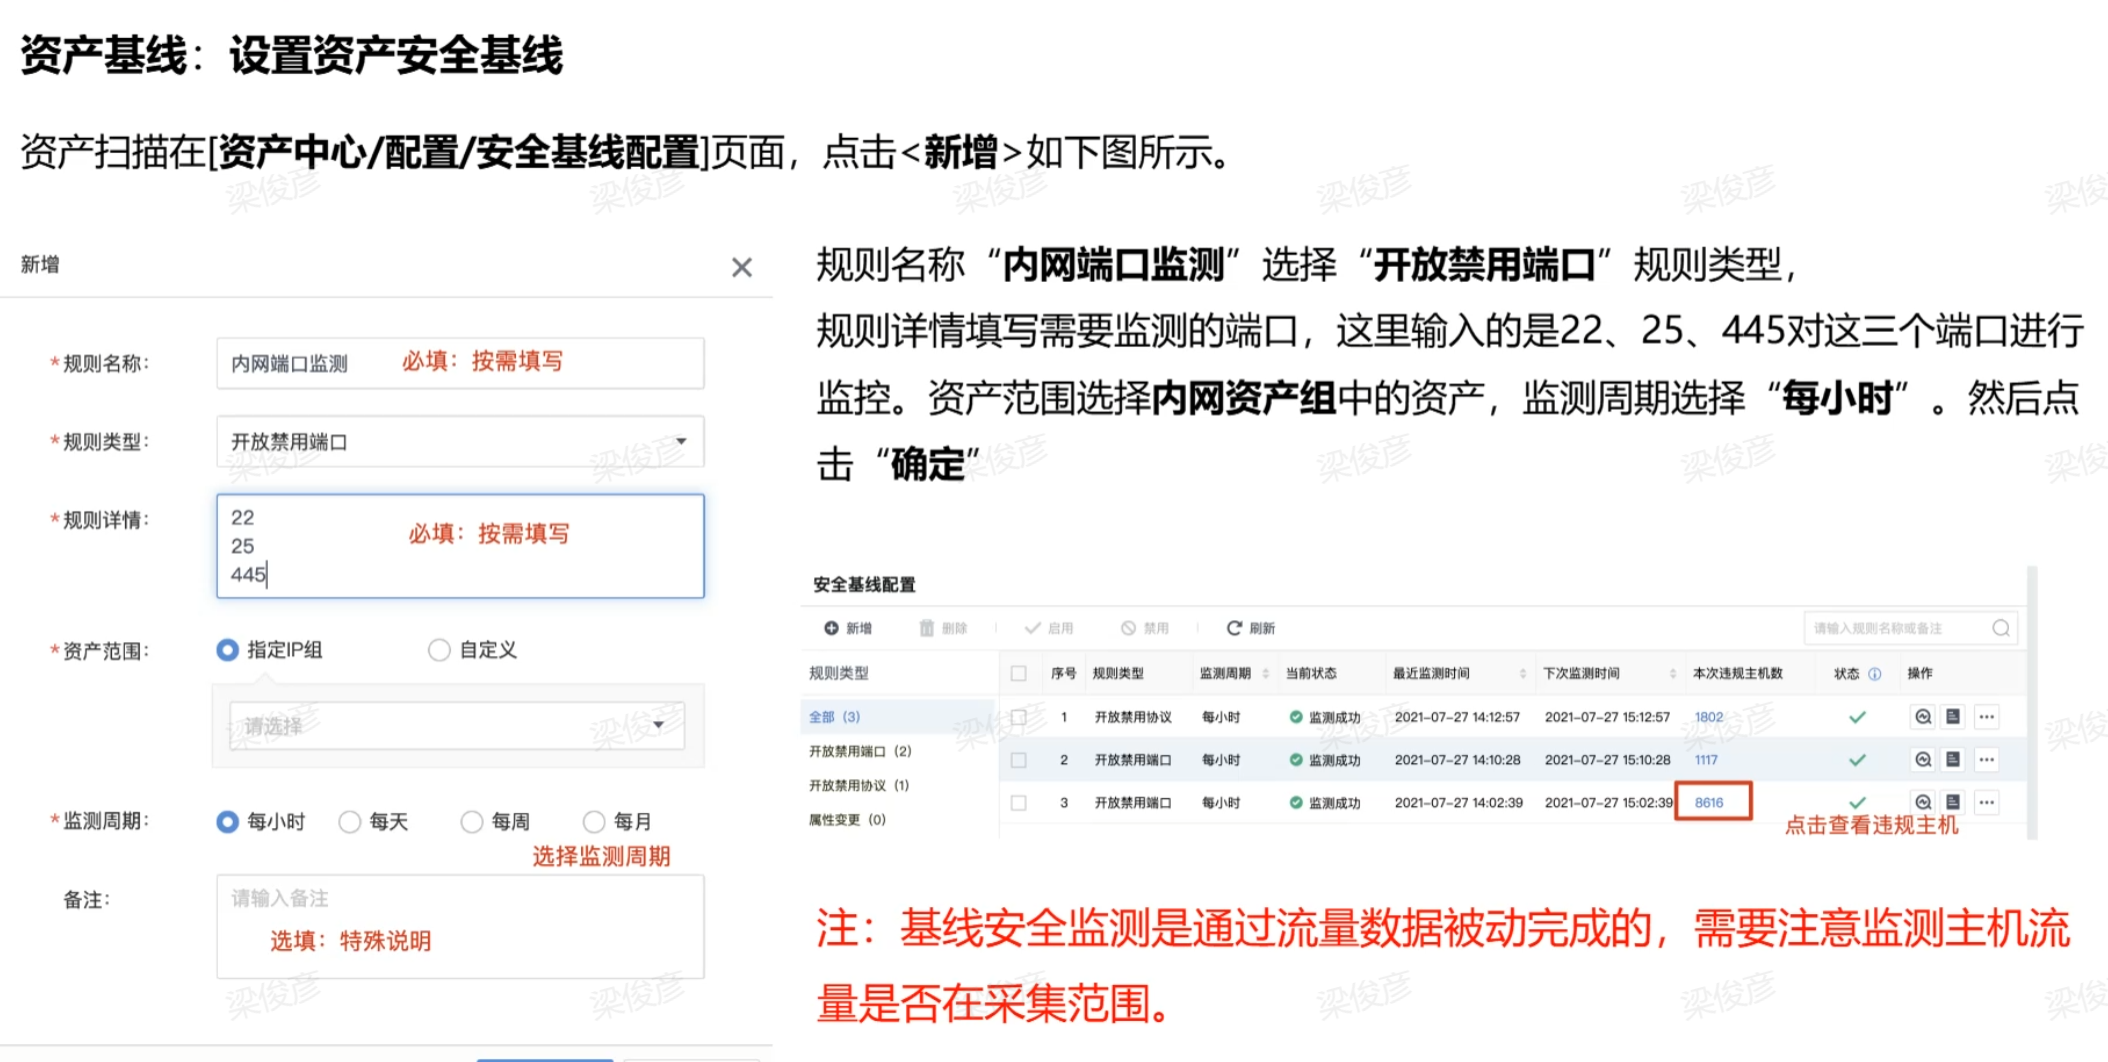 资产基线：设置资产安全基线
资产扫描在[资产中心/配置/安全基线配置]页面，点击<新增>如下图所示。
新增
*规则名称：
内网端口监测
必填：按需填写
*规则类型：
开放禁用端口
*规则详情：
22
25
445
必填：按需填写
*资产范围：
指定IP组
自定义
请选择
*监测周期：
每小时
每天
每周
每月
选择监测周期
备注：
请输入备注
选填：特殊说明
规则名称“内网端口监测”选择“开放禁用端口”规则类型，
规则详情填写需要监测的端口，这里输入的是22、25、445对这三个端口进行
监控。资产范围选择内网资产组中的资产，监测周期选择“每小时”。然后点
击“确定”
安全基线配置
新增 删除 启用 禁用 刷新 请输入规则名称或备注
规则类型
全部（3）
开放禁用端口（2）
开放禁用协议（1）
属性变更（0）
序号 规则类型 监测周期 当前状态 最近监测时间 下次监测时间 本次违规主机数 状态 操作
1 开放禁用协议 每小时 监测成功 2021-07-27 14:12:57 2021-07-27 15:12:57 1802
2 开放禁用端口 每小时 监测成功 2021-07-27 14:10:28 2021-07-27 15:10:28 1117
3 开放禁用端口 每小时 监测成功 2021-07-27 14:02:39 2021-07-27 15:02:39 8616
点击查看违规主机
注：基线安全监测是通过流量数据被动完成的，需要注意监测主机流
量是否在采集范围。
梁俊彦